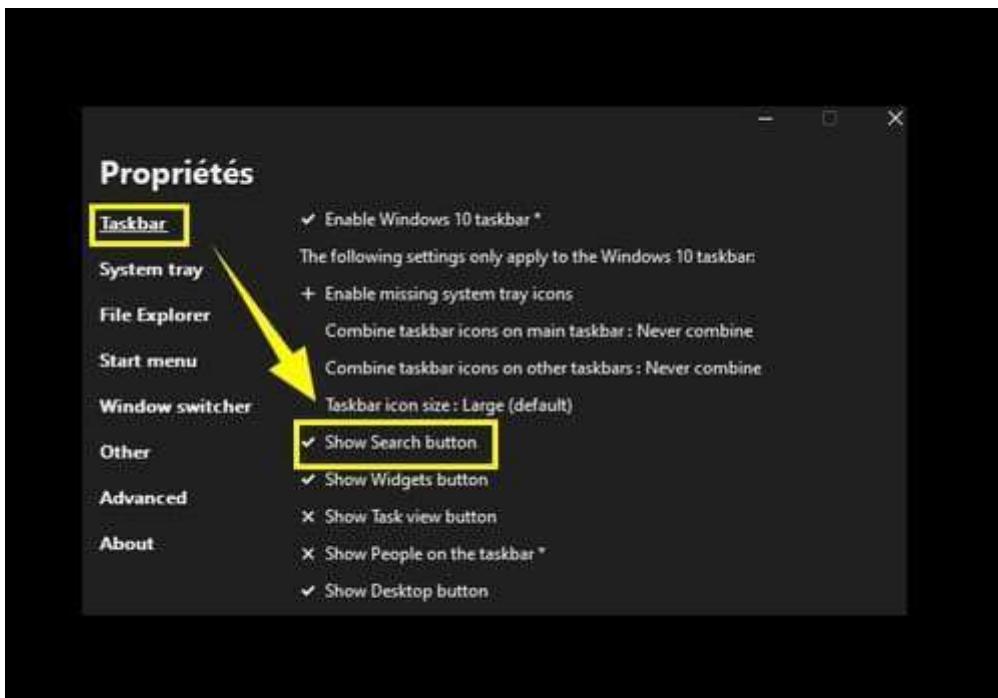 Propriétés
Taskbar
System tray
File Explorer
Start menu
Window switcher
Other
Advanced
About
✓ Enable Windows 10 taskbar *
The following settings only apply to the Windows 10 taskbar:
+ Enable missing system tray icons
Combine taskbar icons on main taskbar : Never combine
Combine taskbar icons on other taskbars : Never combine
Taskbar icon size : Large (default)
✓ Show Search button
✓ Show Widgets button
× Show Task view button
× Show People on the taskbar *
✓ Show Desktop button